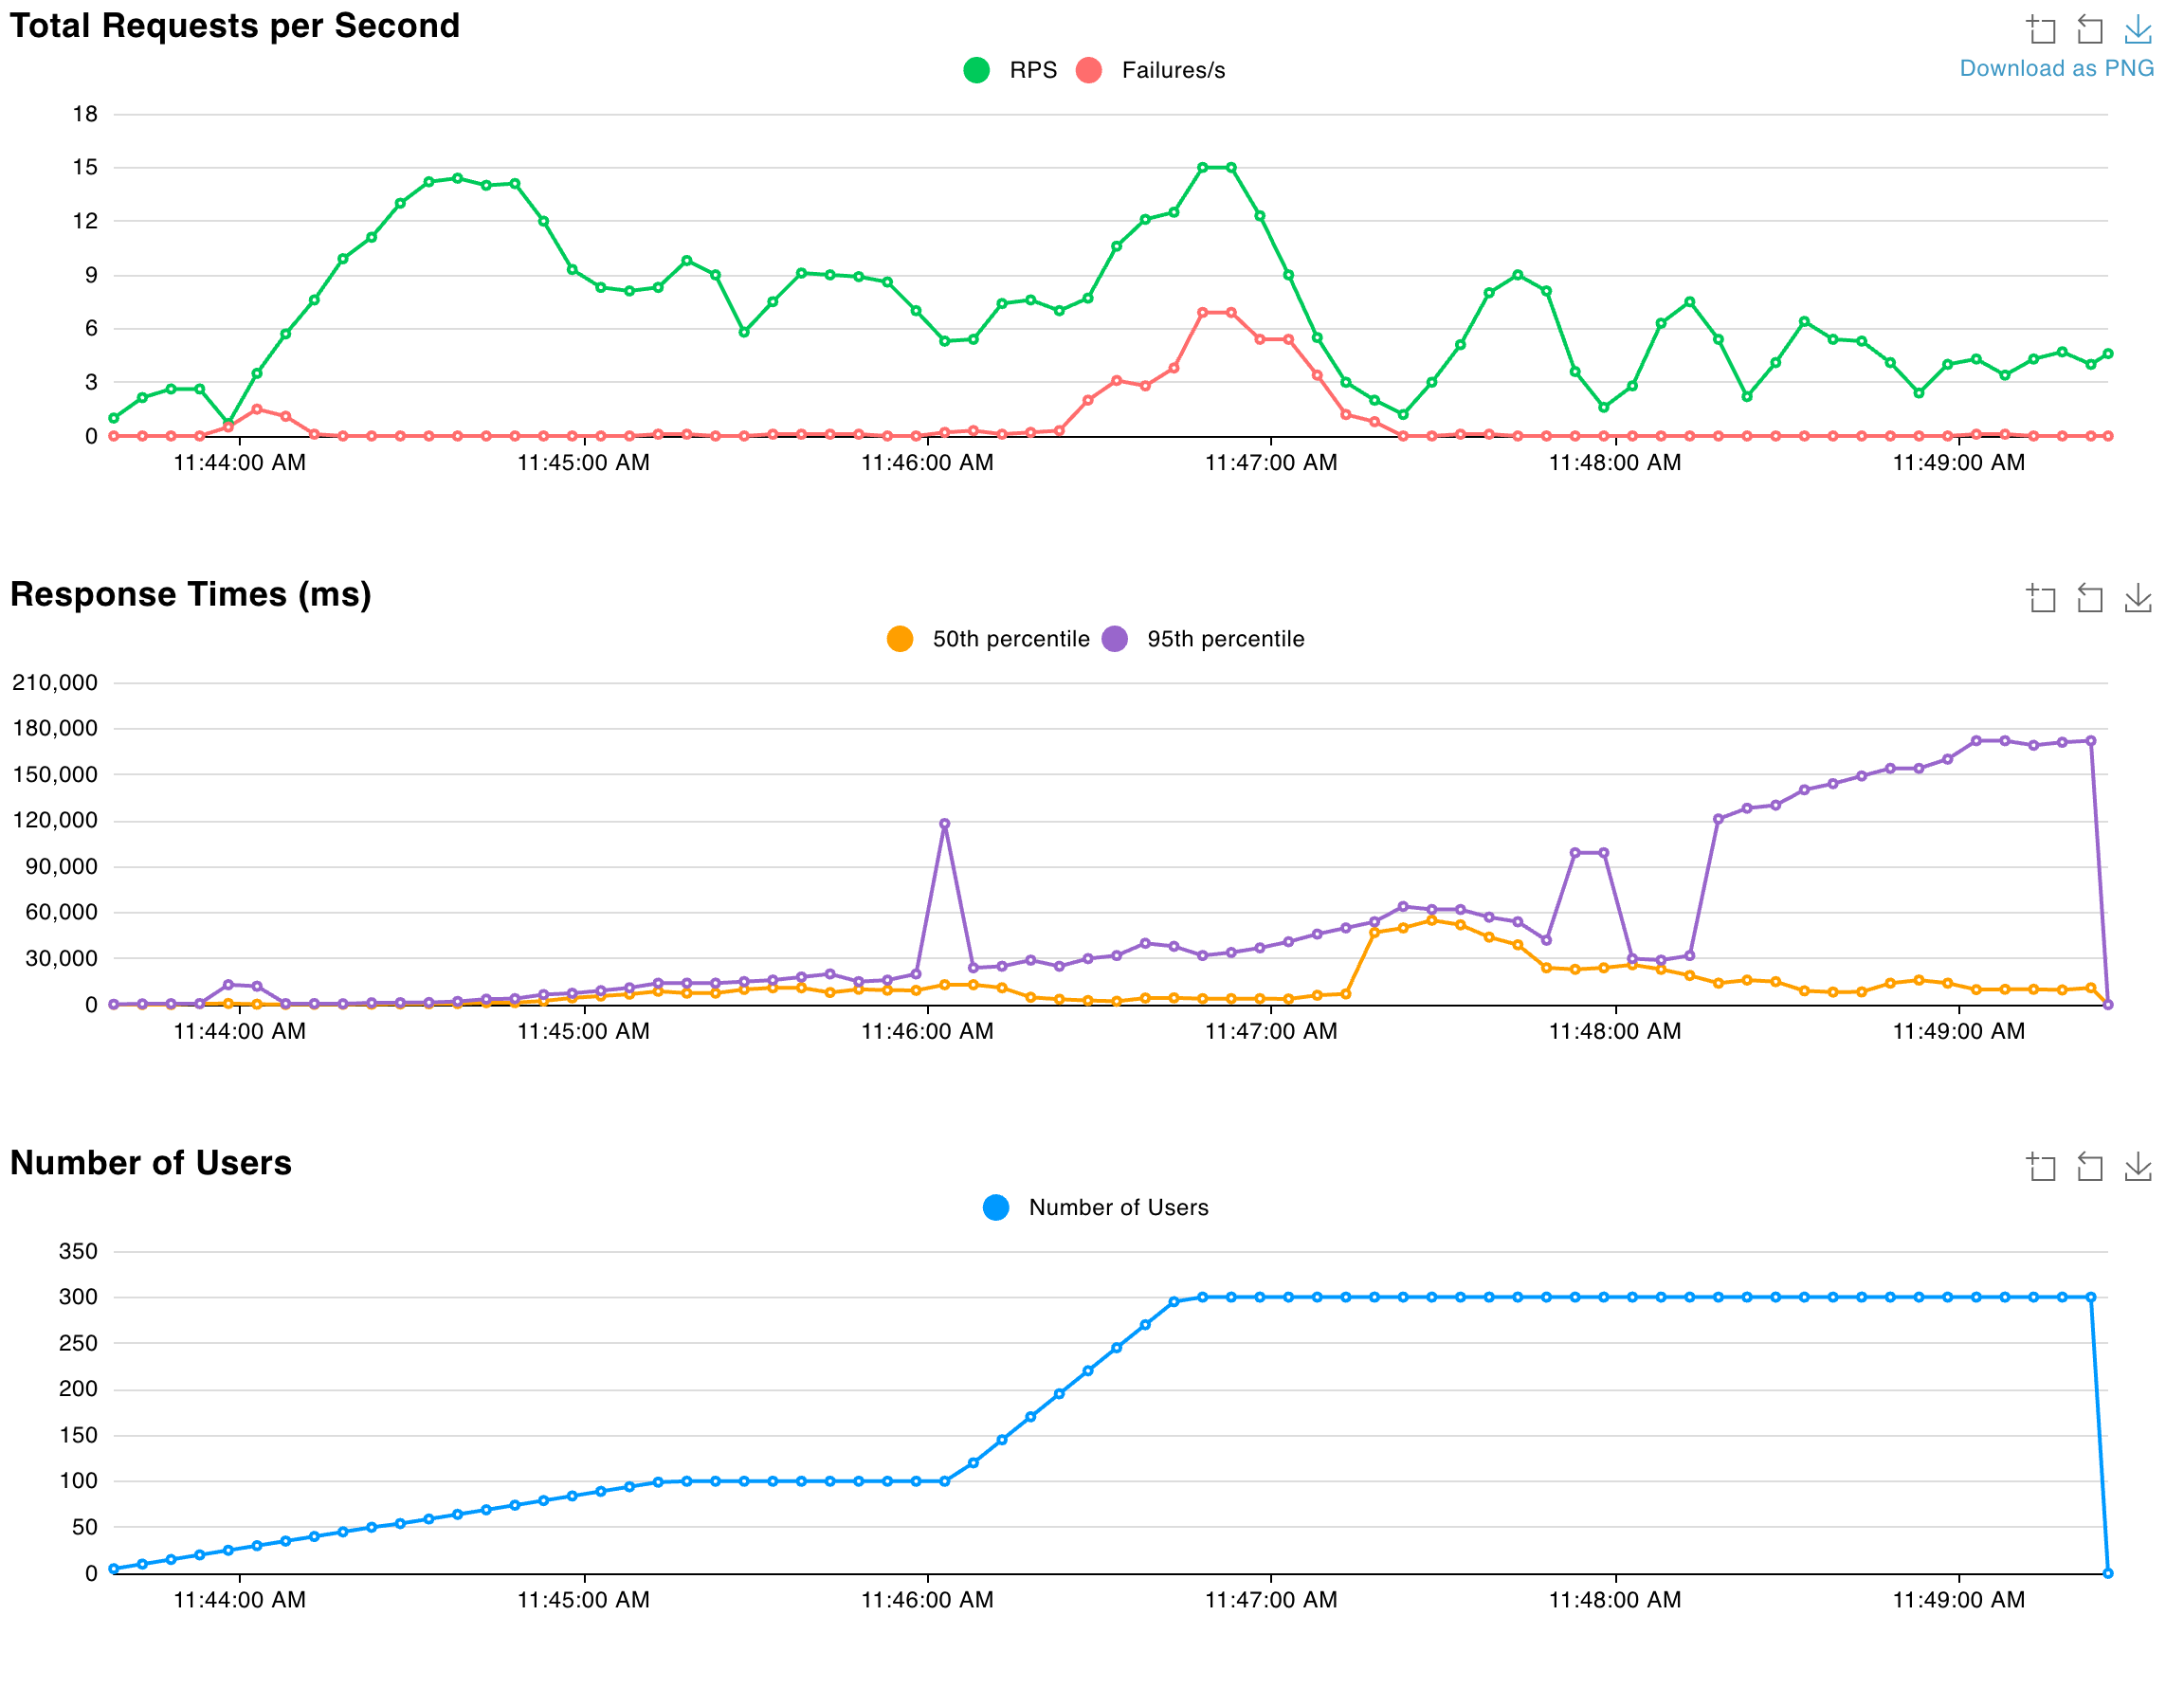 Total Requests per Second
Download as PNG
RPS Failures/s
18
15
12
9
6
3
0
11:44:00 AM 11:45:00 AM 11:46:00 AM 11:47:00 AM 11:48:00 AM 11:49:00 AM
Response Times (ms)
50th percentile 95th percentile
210,000
180,000
150,000
120,000
90,000
60,000
30,000
0
11:44:00 AM 11:45:00 AM 11:46:00 AM 11:47:00 AM 11:48:00 AM 11:49:00 AM
Number of Users
Number of Users
350
300
250
200
150
100
50
0
11:44:00 AM 11:45:00 AM 11:46:00 AM 11:47:00 AM 11:48:00 AM 11:49:00 AM